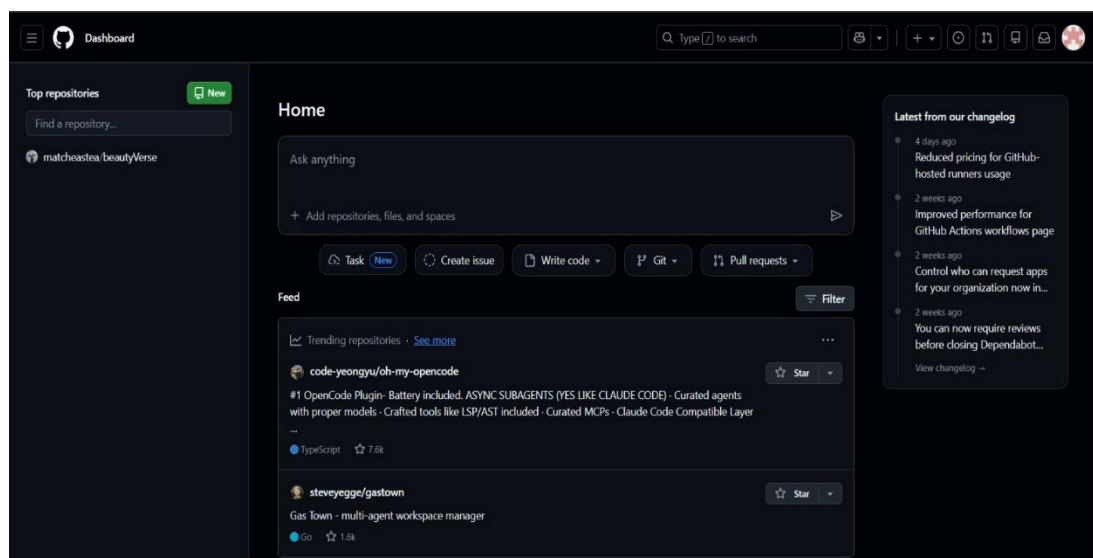 Dashboard
Type / to search
Top repositories
New
Find a repository...
matcheastea/beautyVerse
Home
Ask anything
+ Add repositories, files, and spaces
Task New
Create issue
Write code
Git
Pull requests
Feed
Filter
Trending repositories · See more
code-yeongyu/oh-my-opencode
Star
#1 OpenCode Plugin- Battery included. ASYNC SUBAGENTS (YES LIKE CLAUDE CODE) · Curated agents
with proper models · Crafted tools like LSP/AST included · Curated MCPs · Claude Code Compatible Layer
...
TypeScript 7.6k
steveyegge/gastown
Star
Gas Town - multi-agent workspace manager
Go 1.6k
Latest from our changelog
4 days ago
Reduced pricing for GitHub-
hosted runners usage
2 weeks ago
Improved performance for
GitHub Actions workflows page
2 weeks ago
Control who can request apps
for your organization now in...
2 weeks ago
You can now require reviews
before closing Dependabot...
View changelog →